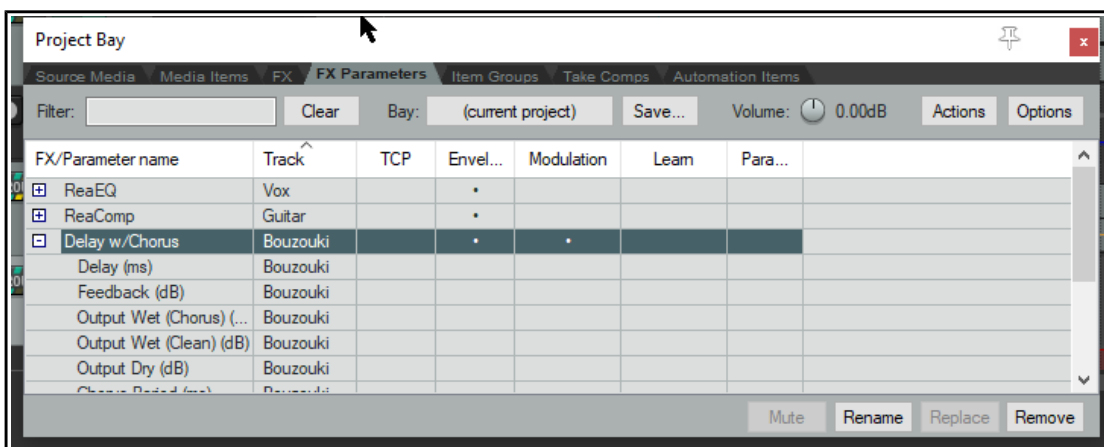 Project Bay
Source Media Media Items FX FX Parameters Item Groups Take Comps Automation Items
Filter: Clear Bay: (current project) Save... Volume: 0.00dB Actions Options
FX/Parameter name Track TCP Envel... Modulation Learn Para...
ReaEQ Vox
ReaComp Guitar
Delay w/Chorus Bouzouki
Delay (ms) Bouzouki
Feedback (dB) Bouzouki
Output Wet (Chorus) (... Bouzouki
Output Wet (Clean) (dB) Bouzouki
Output Dry (dB) Bouzouki
Mute Rename Replace Remove